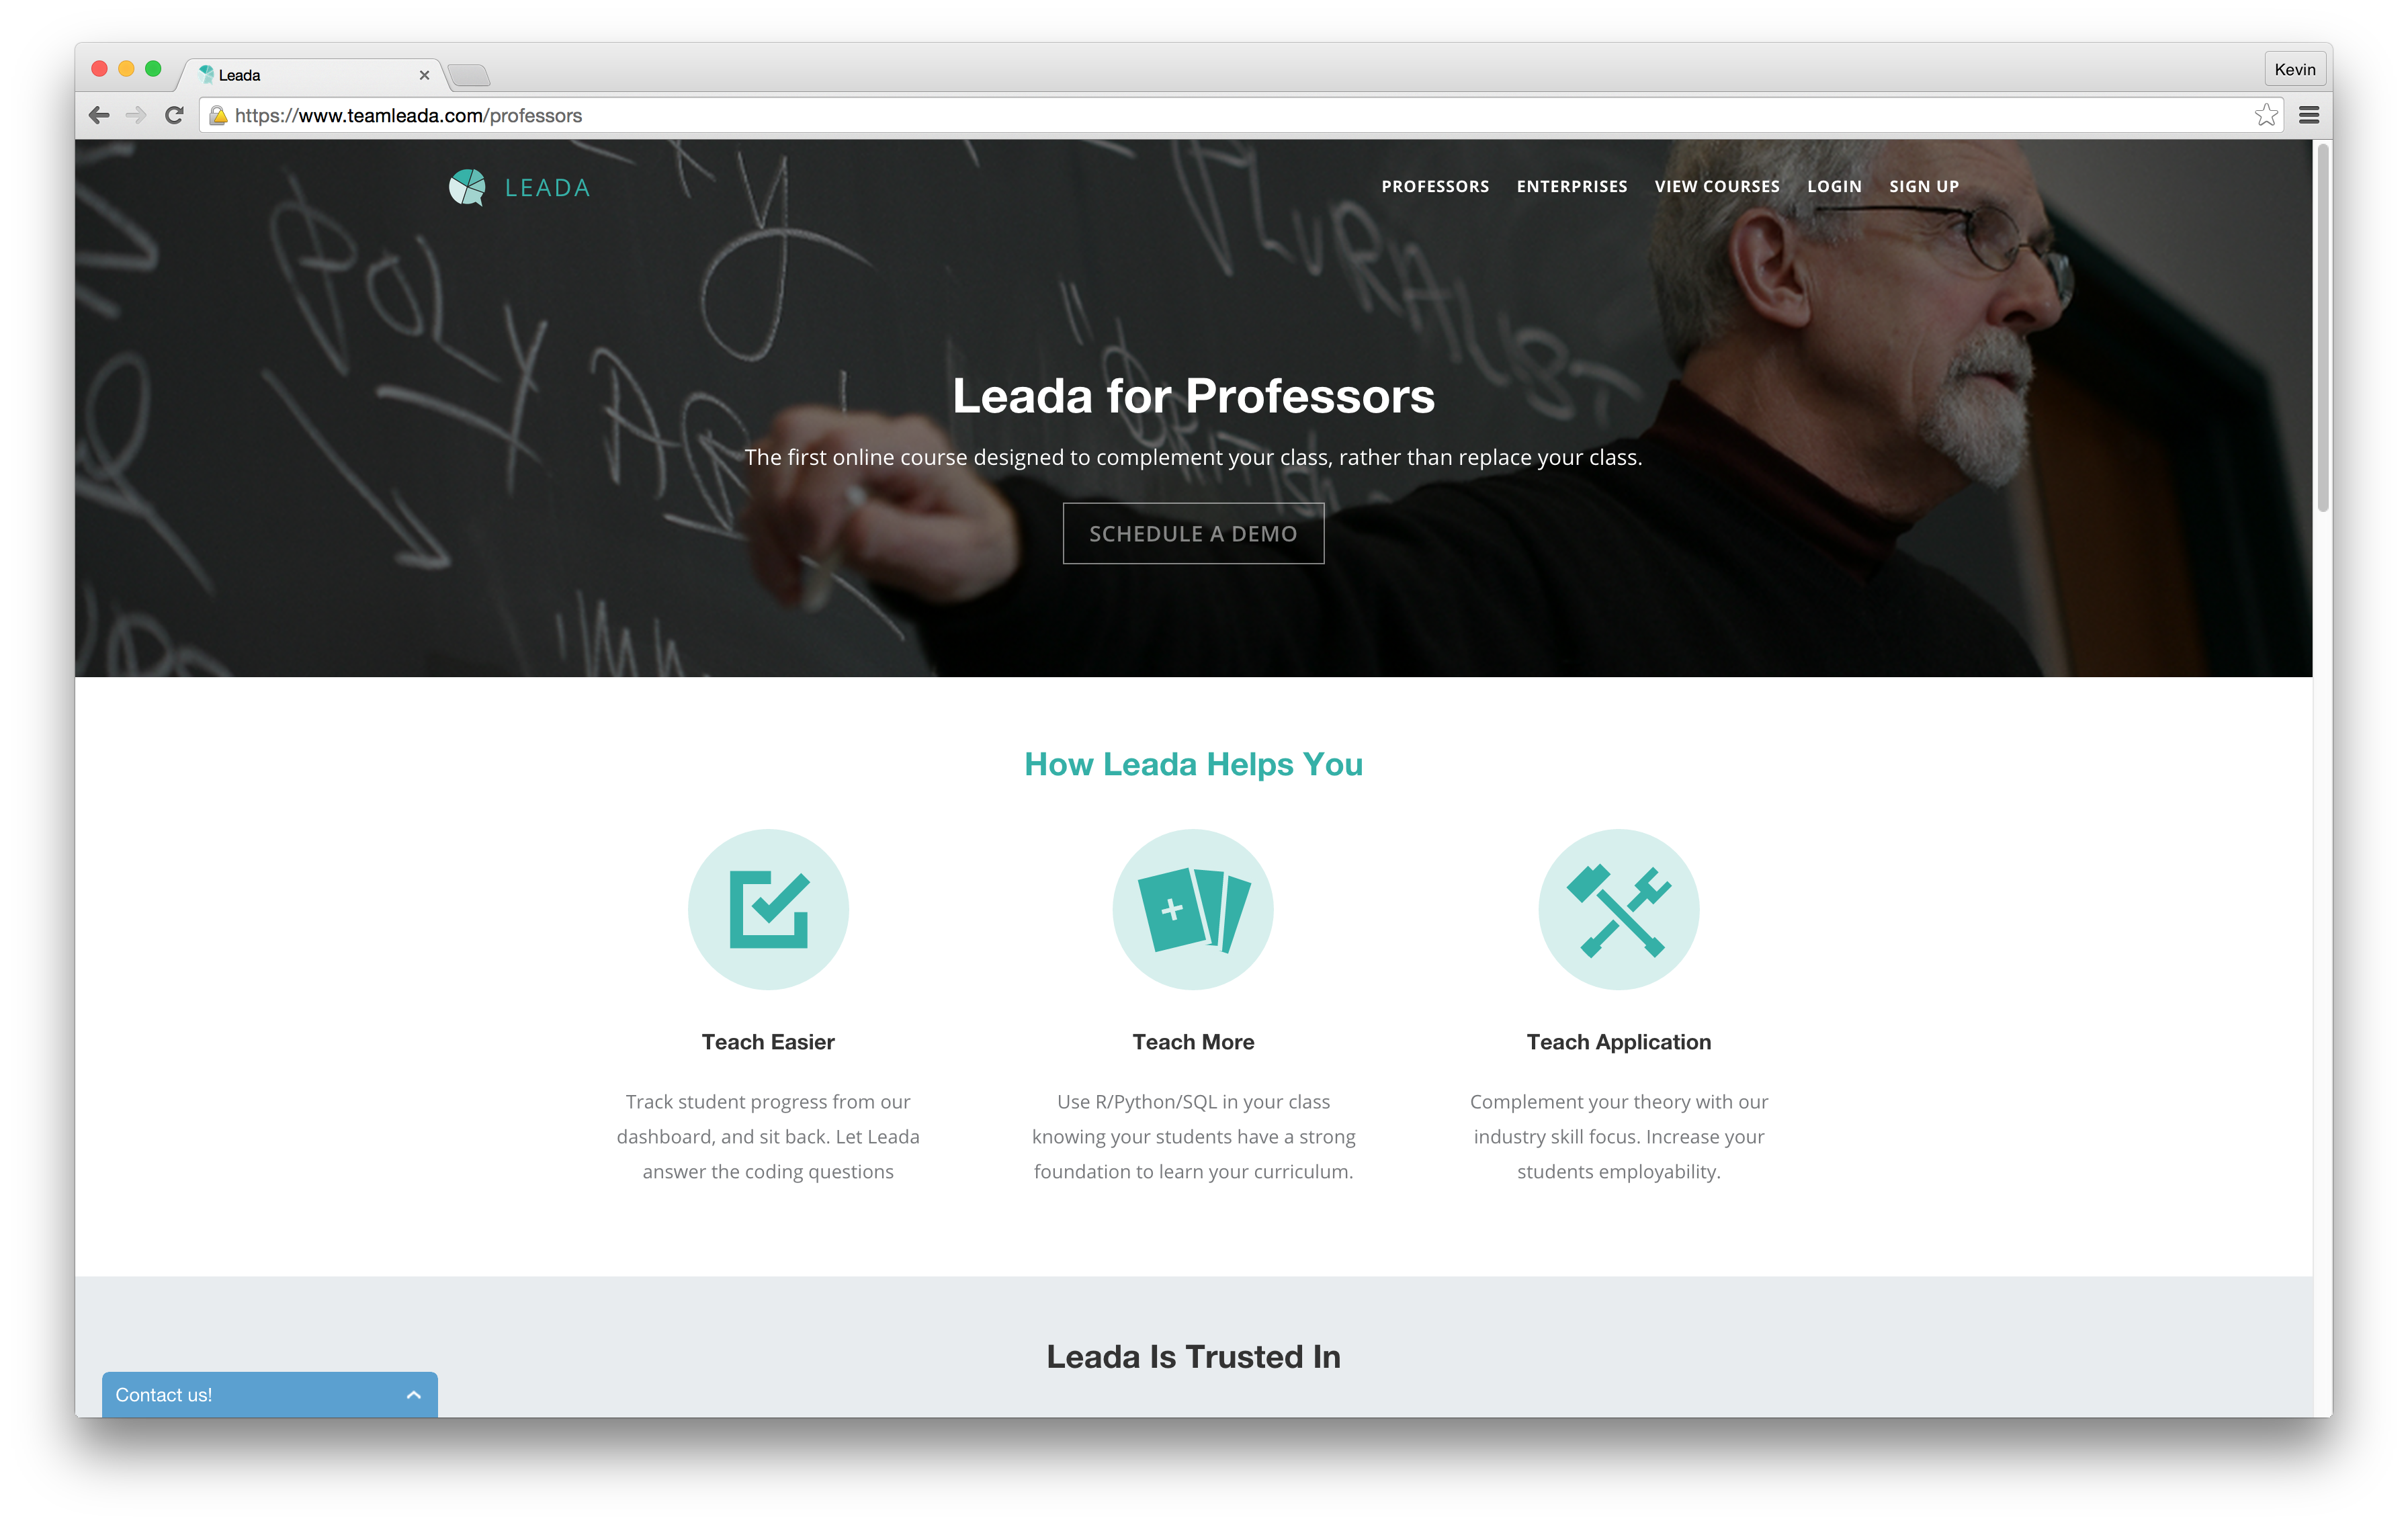 Leada
Kevin
https://www.teamleada.com/professors
LEADA
PROFESSORS ENTERPRISES VIEW COURSES LOGIN SIGN UP
Leada for Professors
The first online course designed to complement your class, rather than replace your class.
SCHEDULE A DEMO
How Leada Helps You
Teach Easier
Track student progress from our
dashboard, and sit back. Let Leada
answer the coding questions
Teach More
Use R/Python/SQL in your class
knowing your students have a strong
foundation to learn your curriculum.
Teach Application
Complement your theory with our
industry skill focus. Increase your
students employability.
Leada Is Trusted In
Contact us!